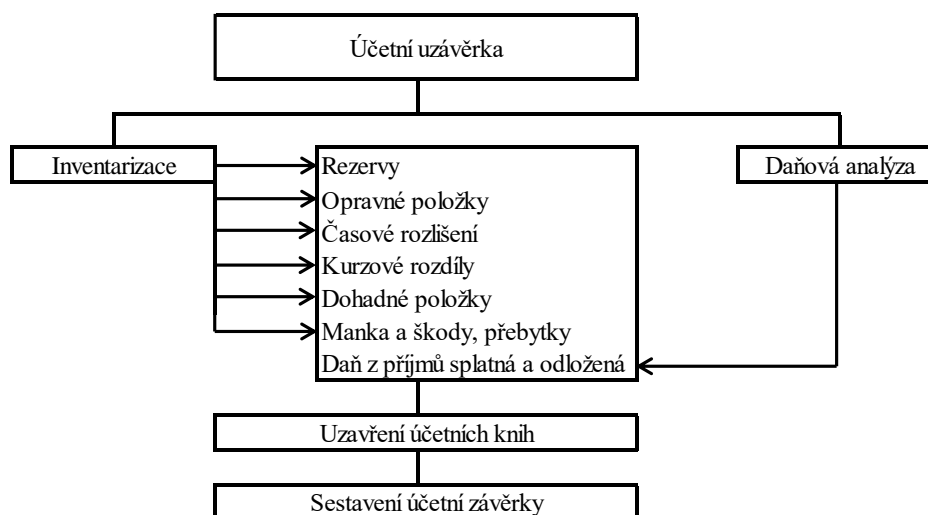 Účetní uzávěrka
Inventarizace
Rezervy
Opravné položky
Časové rozlišení
Kurzové rozdíly
Dohadné položky
Manka a škody, přebytky
Daň z příjmů splatná a odložená
Daňová analýza
Uzavření účetních knih
Sestavení účetní závěrky